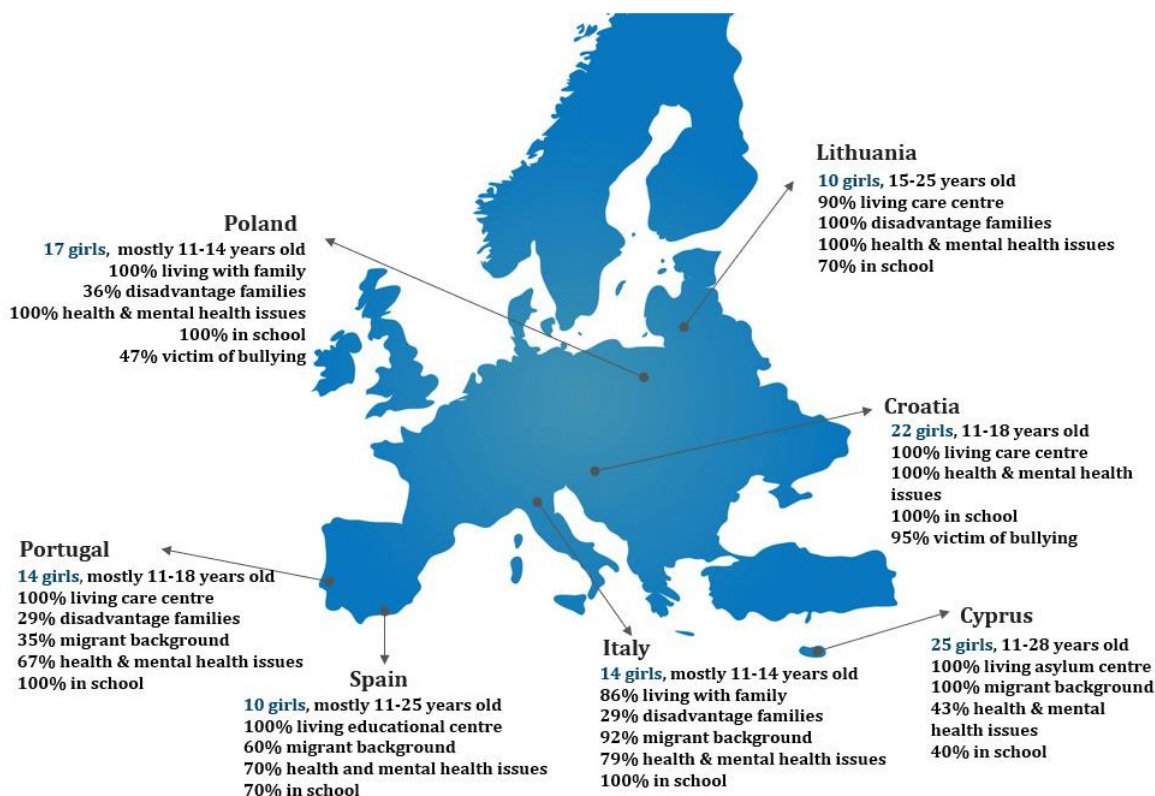 Lithuania
10 girls, 15-25 years old
90% living care centre
100% disadvantage families
100% health & mental health issues
70% in school
Poland
17 girls, mostly 11-14 years old
100% living with family
36% disadvantage families
100% health & mental health issues
100% in school
47% victim of bullying
Croatia
22 girls, 11-18 years old
100% living care centre
100% health & mental health
issues
100% in school
95% victim of bullying
Portugal
14 girls, mostly 11-18 years old
100% living care centre
29% disadvantage families
35% migrant background
67% health & mental health issues
100% in school
Spain
10 girls, mostly 11-25 years old
100% living educational centre
60% migrant background
70% health and mental health issues
70% in school
Italy
14 girls, mostly 11-14 years old
86% living with family
29% disadvantage families
92% migrant background
79% health & mental health issues
100% in school
Cyprus
25 girls, 11-28 years old
100% living asylum centre
100% migrant background
43% health & mental
health issues
40% in school